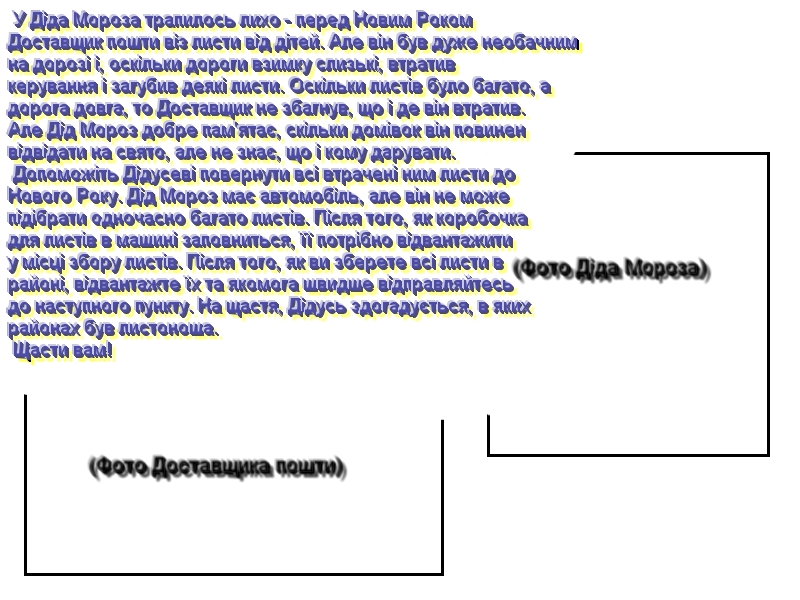 У Діда Мороза трапилось лихо - перед Новим Роком
Доставщик пошти віз листи від дітей. Але він був дуже необачним
на дорозі і, оскільки дороги взимку слизькі, втратив
керування і загубив деякі листи. Оскільки листів було багато, а
дорога довга, то Доставщик не збагнув, що і де він втратив.
Але Дід Мороз добре пам'ятає, скільки домівок він повинен
відвідати на свято, але не знає, що і кому дарувати.
Допоможіть Дідусеві повернути всі втрачені ним листи до
Нового Року. Дід Мороз має автомобіль, але він не може
підібрати одночасно багато листів. Після того, як коробочка
для листів в машині заповниться, її потрібно відвантажити
у місці збору листів. Після того, як ви зберете всі листи в
районі, відвантажте їх та якомога швидше відправляйтесь
до наступного пункту. На щастя, Дідусь здогадується, в яких
районах був листоноша.
Щасти вам!
(Фото Діда Мороза)
(Фото Доставщика пошти)